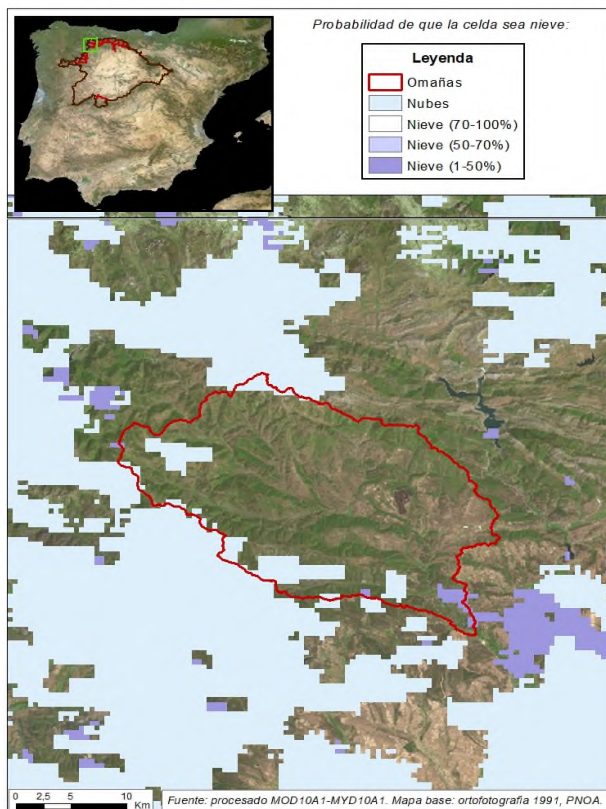 Probabilidad de que la celda sea nieve:
Leyenda
Omañas
Nubes
Nieve (70-100%)
Nieve (50-70%)
Nieve (1-50%)
0 2,5 5 10
Km
Fuente: procesado MOD10A1-MYD10A1. Mapa base: ortotofografia 1991, PNOA